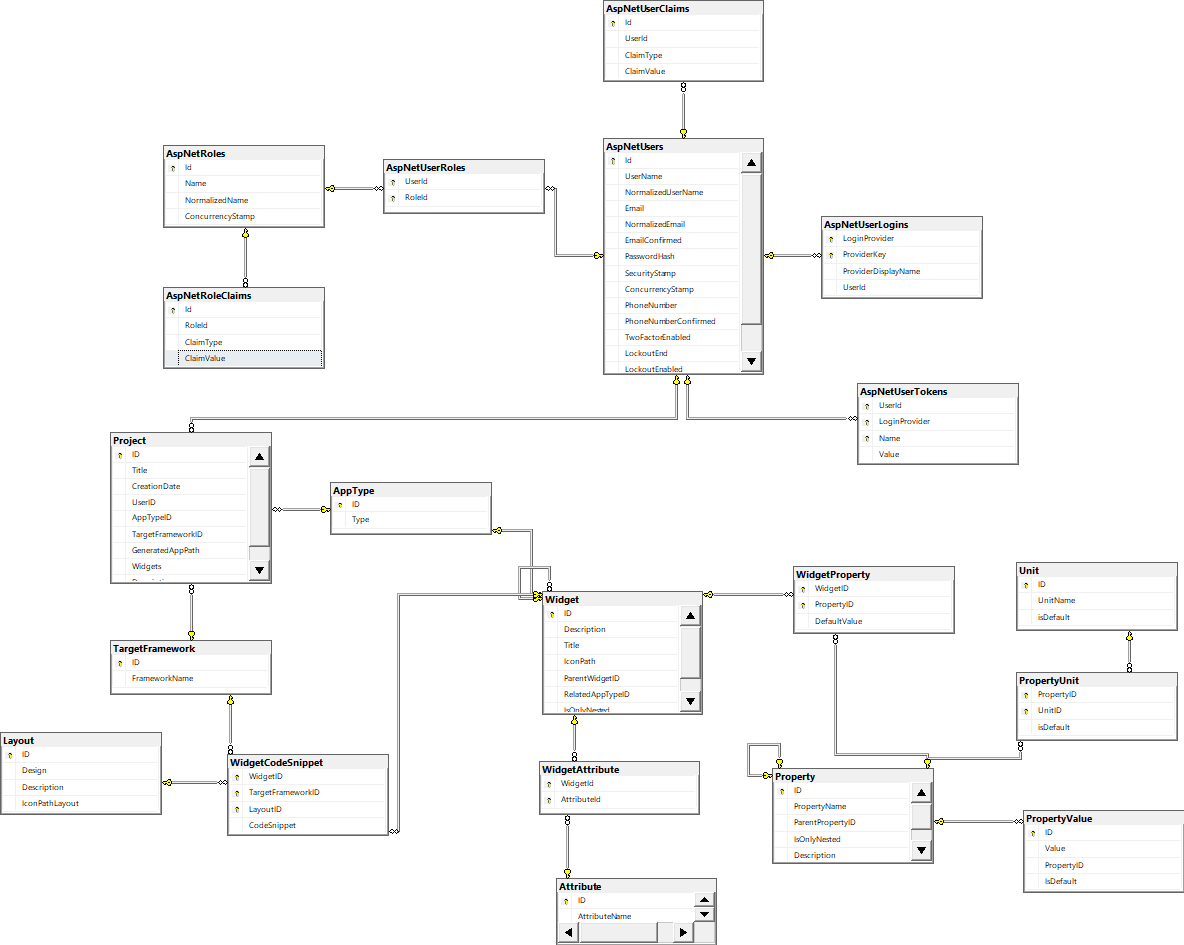 AspNetUserClaims
Id
UserId
ClaimType
ClaimValue
AspNetUsers
Id
UserName
NormalizedUserName
Email
NormalizedEmail
EmailConfirmed
PasswordHash
SecurityStamp
ConcurrencyStamp
PhoneNumber
PhoneNumberConfirmed
TwoFactorEnabled
LockoutEnd
LockoutEnabled
AspNetRoles
Id
Name
NormalizedName
ConcurrencyStamp
AspNetUserRoles
UserId
RoleId
AspNetUserLogins
LoginProvider
ProviderKey
ProviderDisplayName
UserId
AspNetRoleClaims
Id
RoleId
ClaimType
ClaimValue
AspNetUserTokens
UserId
LoginProvider
Name
Value
Project
ID
Title
CreationDate
UserID
AppTypeID
TargetFrameworkID
GeneratedAppPath
Widgets
AppType
ID
Type
Widget
ID
Description
Title
IconPath
ParentWidgetID
RelatedAppTypeID
IsOnlyNested
WidgetProperty
WidgetID
PropertyID
DefaultValue
Unit
ID
UnitName
isDefault
TargetFramework
ID
FrameworkName
PropertyUnit
PropertyID
UnitID
isDefault
Layout
ID
Design
Description
IconPathLayout
WidgetCodeSnippet
WidgetID
TargetFrameworkID
LayoutID
CodeSnippet
WidgetAttribute
WidgetId
AttributeId
Property
ID
PropertyName
ParentPropertyID
IsOnlyNested
Description
PropertyValue
ID
Value
PropertyID
IsDefault
Attribute
ID
AttributeName